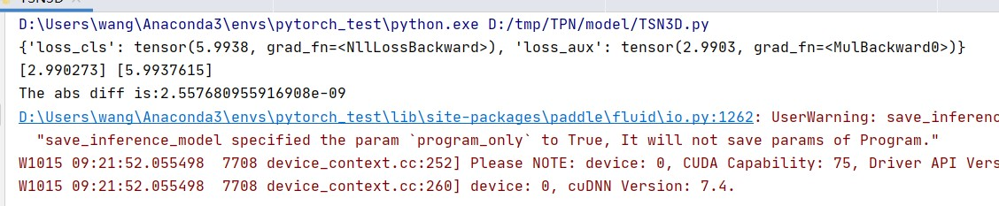 TSN3D
D:\Users\wang\Anaconda3\envs\pytorch_test\python.exe D:/tmp/TPN/model/TSN3D.py
{'loss_cls': tensor(5.9938, grad_fn=<NllLossBackward>), 'loss_aux': tensor(2.9903, grad_fn=<MulBackward0>)}
[2.990273] [5.9937615]
The abs diff is:2.557680955916908e-09
D:\Users\wang\Anaconda3\envs\pytorch_test\lib\site-packages\paddle\fluid\io.py:1262: UserWarning: save_inferenc
"save_inference_model specified the param `program_only` to True, It will not save params of Program."
W1015 09:21:52.055498  7708 device_context.cc:252] Please NOTE: device: 0, CUDA Capability: 75, Driver API Vers
W1015 09:21:52.055498  7708 device_context.cc:260] device: 0, cuDNN Version: 7.4.